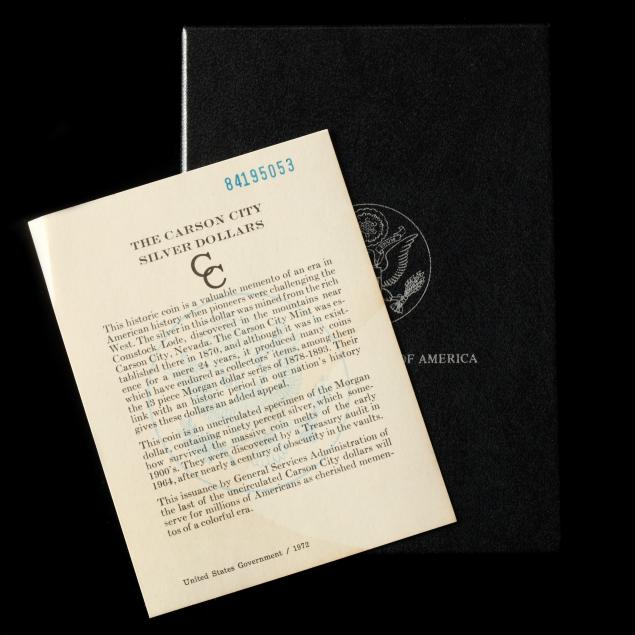 84195053
THE CARSON CITY
SILVER DOLLARS
CC
This historic coin is a valuable memento of an era in
American history when pioneers were challenging the
West. The silver in this dollar was mined from the rich
Comstock Lode, discovered in the mountains near
Carson City, Nevada. The Carson City Mint was es-
tablished there in 1870, and although it was in exist-
ence for a mere 24 years, it produced many coins
which have endured as collectors' items, among them
the 13 piece Morgan dollar series of 1878-1893. Their
link with an historic period in our nation's history
gives these dollars an added appeal.
This coin is an uncirculated specimen of the Morgan
dollar, containing ninety percent silver, which some-
how survived the massive coin melts of the early
1900's. They were discovered by a Treasury audit in
1964, after nearly a century of obscurity in the vaults.
This issuance by General Services Administration of
the last of the uncirculated Carson City dollars will
serve for millions of Americans as cherished memen-
tos of a colorful era.
United States Government / 1972
OF AMERICA